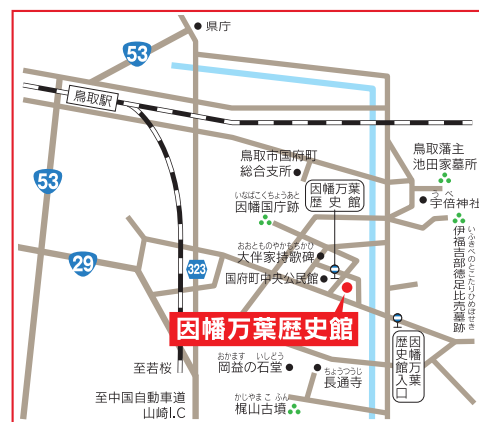 県庁
53
鳥取駅
鳥取市国府町
総合支所
鳥取藩主
池田家墓所
53
因幡万葉
歴史館
いなばこくちょうあと
因幡国庁跡
うべ
宇倍神社
いふきべのとこたりひめぼせき
伊福吉部徳足比売墓跡
おおとものやかもちかひ
大伴家持歌碑
29
323
国府町中央公民館
因幡万葉歴史館
因幡万葉
歴史館入口
至若桜
おかます いしどう
岡益の石堂
ちょうつうじ
長通寺
至中国自動車道
山崎I.C
かじやまこふん
梶山古墳